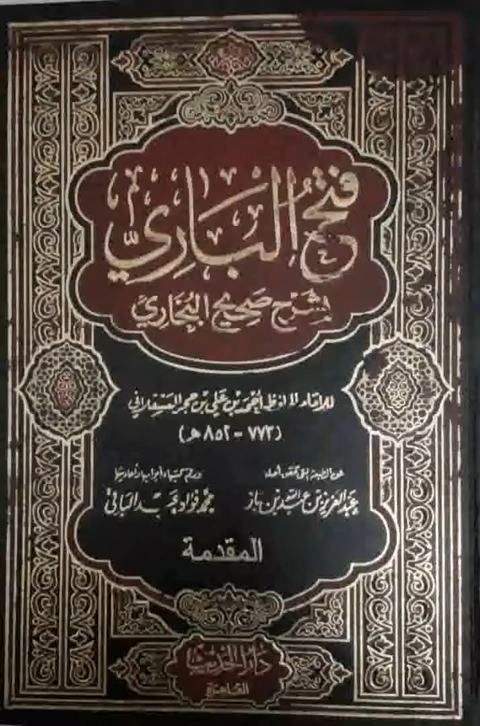 فتح الباري
بشرح صحيح البخاري
للإمام الحافظ أحمد بن علي بن حجر العسقلاني
(٧٧٣ - ٨٥٢ هـ)
عبد العزيز بن عبد الله بن باز
محمد فؤاد عبد الباقي
المقدمة
دار الحديث
القاهرة